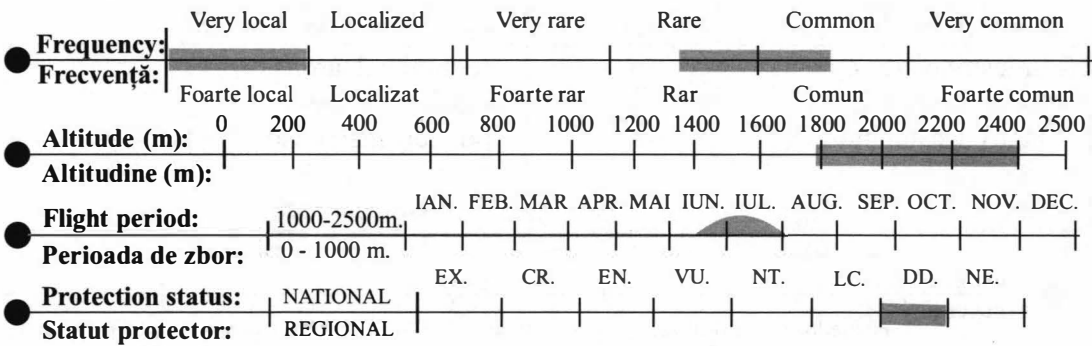 Very local Localized Very rare Rare Common Very common
Frequency:
Frecvență:
Foarte local Localizat Foarte rar Rar Comun Foarte comun
Altitude (m): 0 200 400 600 800 1000 1200 1400 1600 1800 2000 2200 2400 2500
Altitudine (m):
IAN. FEB. MAR APR. MAI IUN. IUL. AUG. SEP. OCT. NOV. DEC.
Flight period: 1000-2500m.
Perioada de zbor: 0 - 1000 m.
EX. CR. EN. VU. NT. LC. DD. NE.
Protection status: NATIONAL
Statut protector: REGIONAL